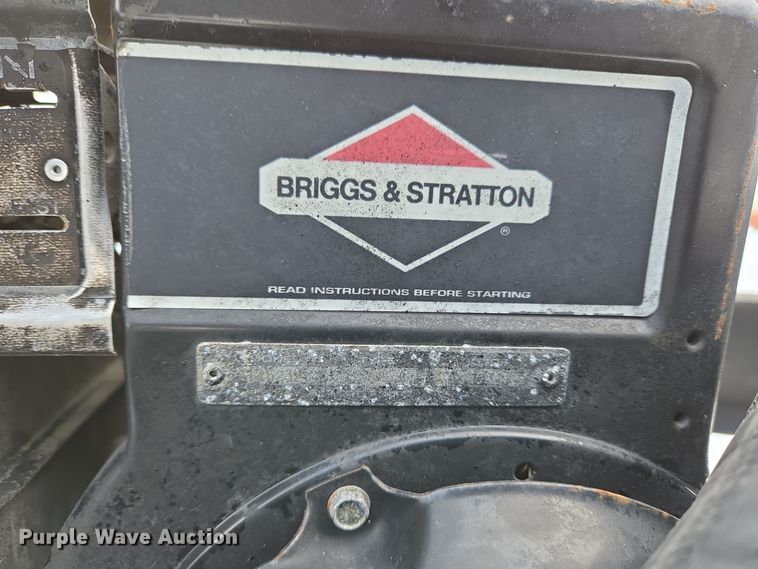 BRIGGS & STRATTON
®
READ INSTRUCTIONS BEFORE STARTING
Purple Wave Auction